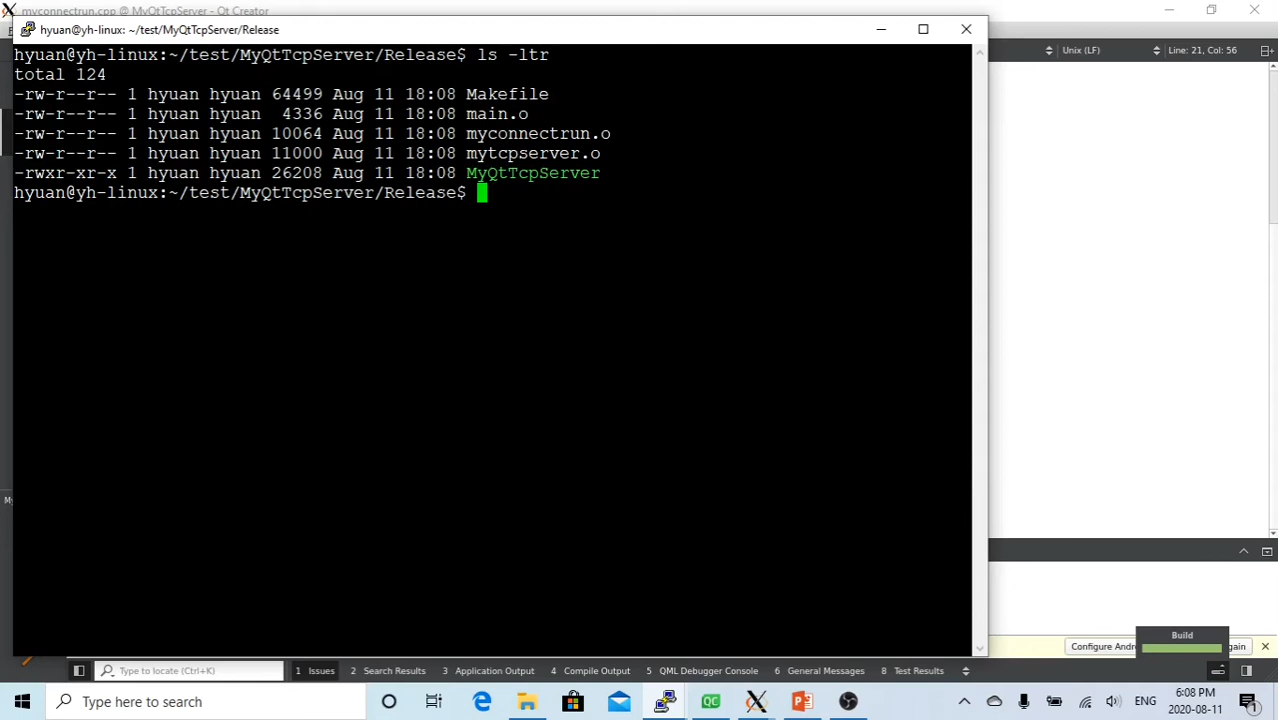 myconnectrun.cpp @ MyQtTcpServer - Qt Creator
hyuan@yh-linux: ~/test/MyQtTcpServer/Release
Unix (LF)
Line: 21, Col: 56
hyuan@yh-linux:~/test/MyQtTcpServer/Release$ ls -ltr
total 124
-rw-r--r-- 1 hyuan hyuan 64499 Aug 11 18:08 Makefile
-rw-r--r-- 1 hyuan hyuan  4336 Aug 11 18:08 main.o
-rw-r--r-- 1 hyuan hyuan 10064 Aug 11 18:08 myconnectrun.o
-rw-r--r-- 1 hyuan hyuan 11000 Aug 11 18:08 mytcpserver.o
-rwxr-xr-x 1 hyuan hyuan 26208 Aug 11 18:08 MyQtTcpServer
hyuan@yh-linux:~/test/MyQtTcpServer/Release$
Build
Configure Andr
gain
Type to locate (Ctrl+K)
1 Issues
2 Search Results
3 Application Output
4 Compile Output
5 QML Debugger Console
6 General Messages
8 Test Results
Type here to search
ENG
6:08 PM
2020-08-11